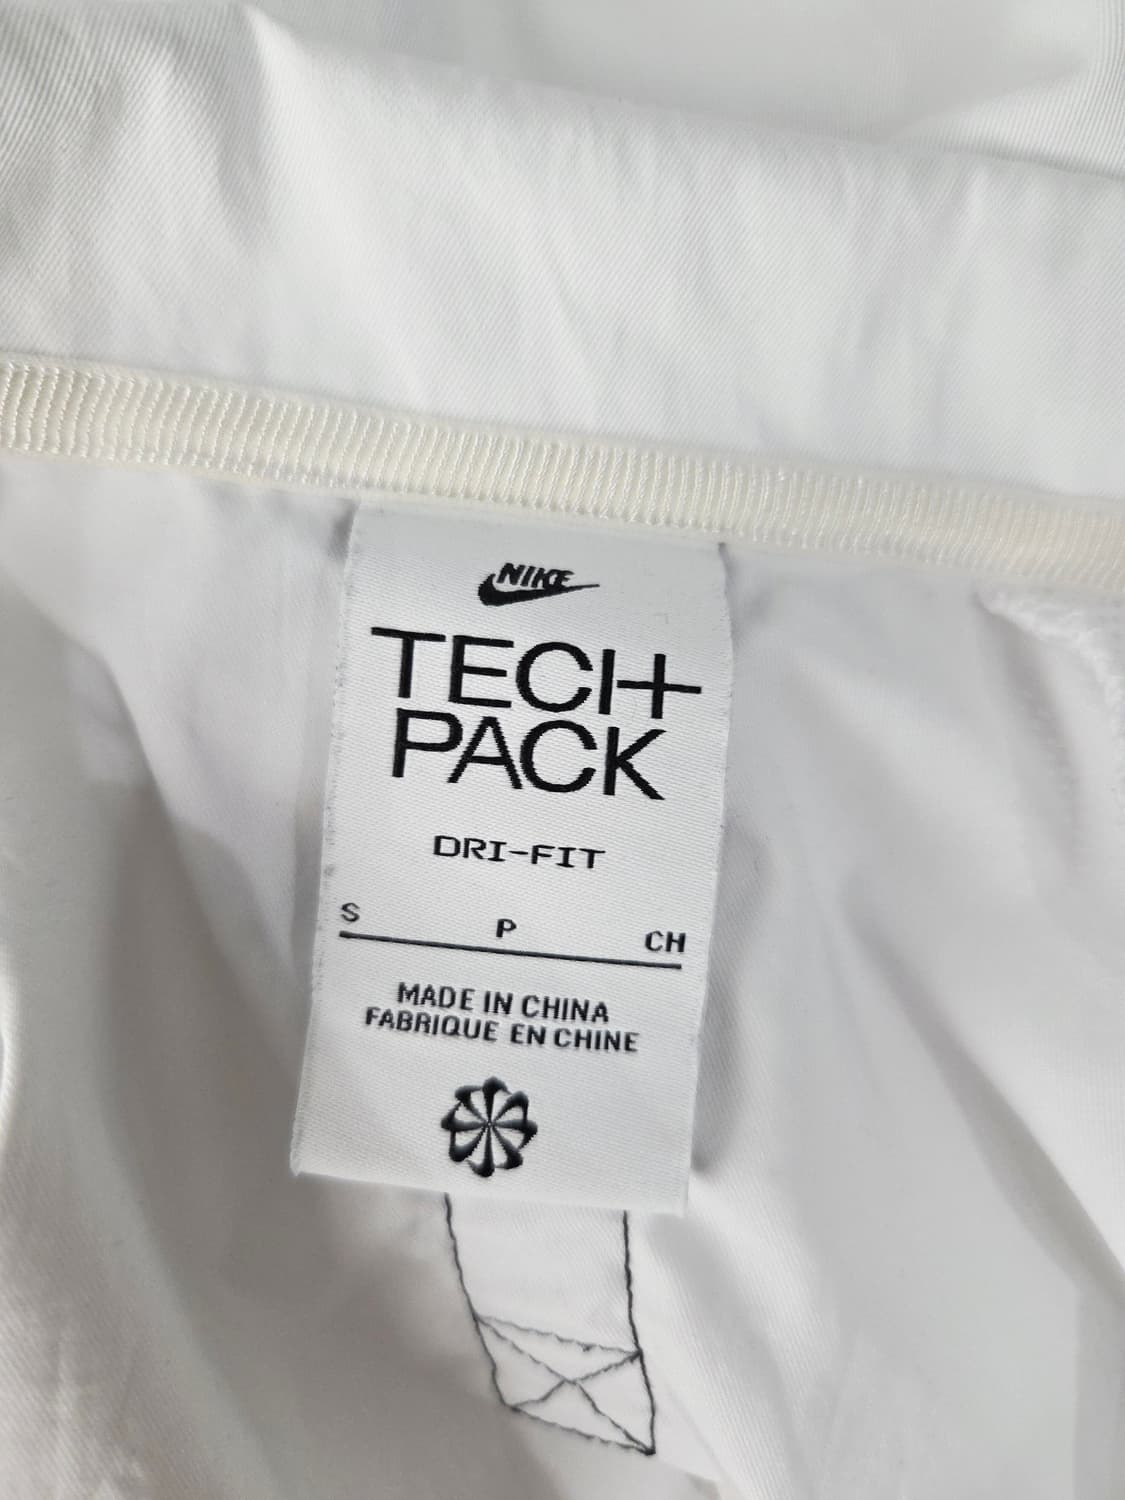 NIKE
TECH
PACK
DRI-FIT
S P CH
MADE IN CHINA
FABRIQUE EN CHINE